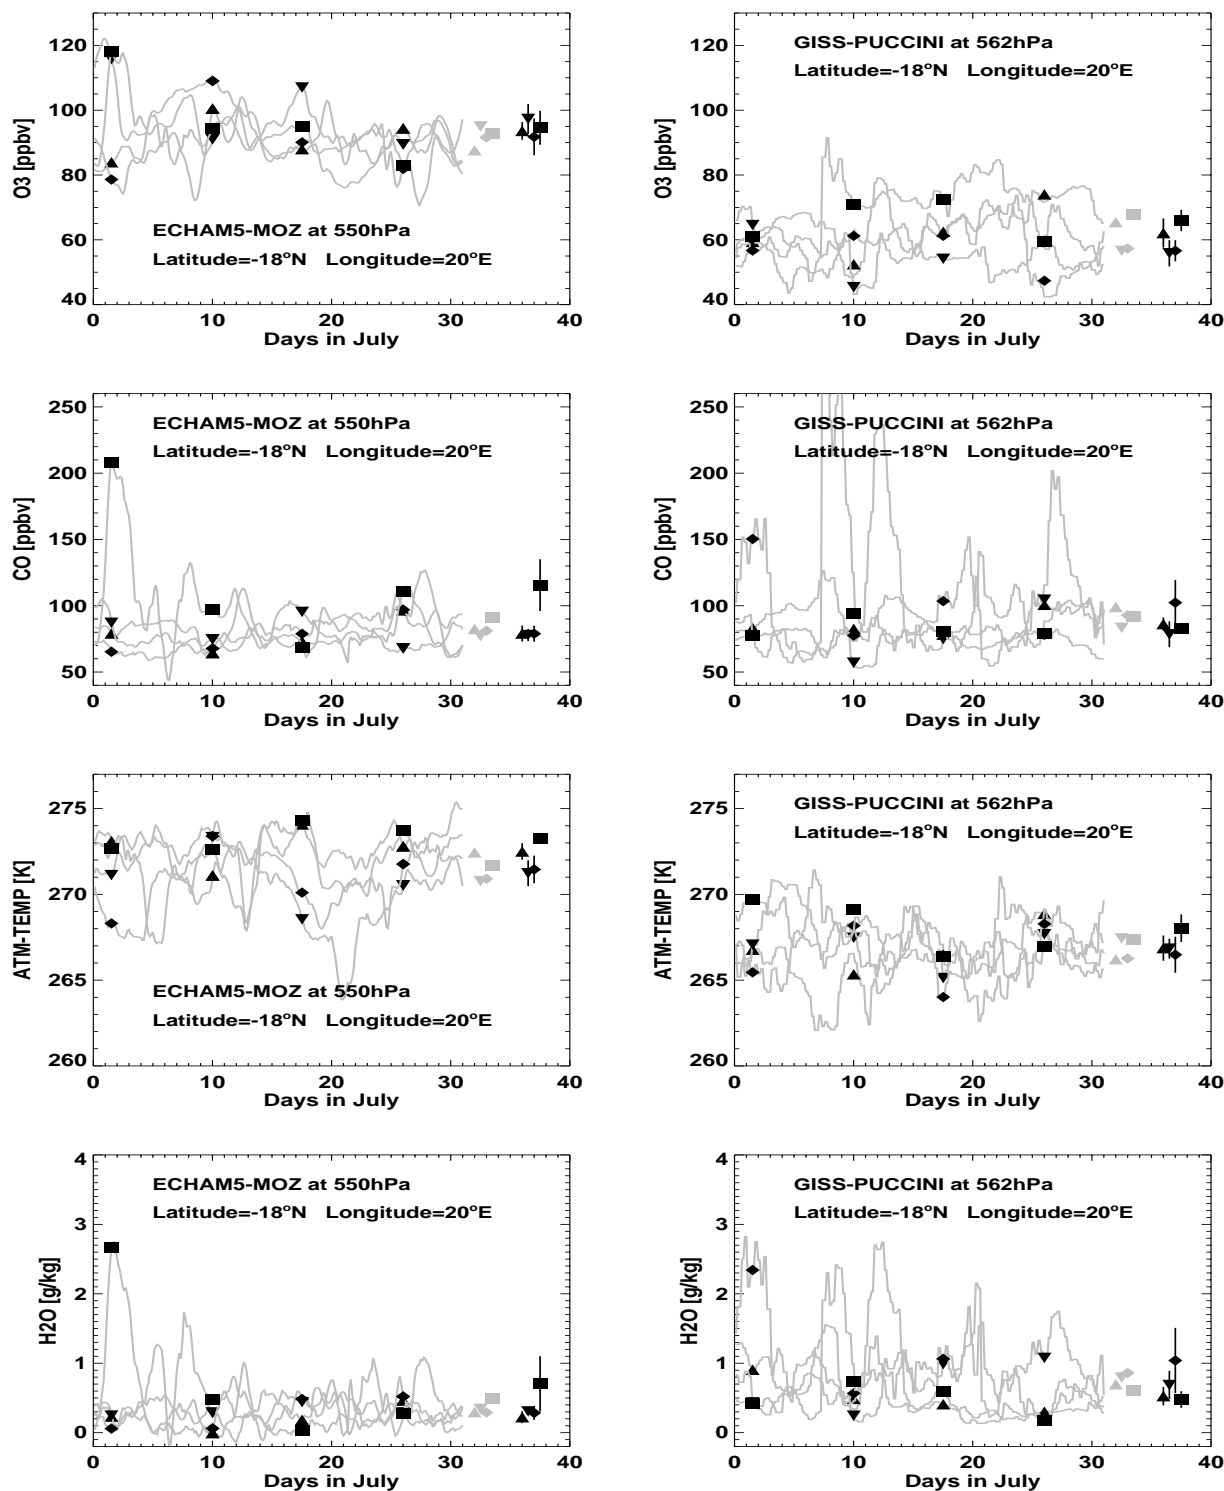 O3 [ppbv]
120
100
80
60
40
ECHAM5-MOZ at 550hPa
Latitude=-18°N Longitude=20°E
0 10 20 30 40
Days in July
O3 [ppbv]
120
100
80
60
40
GISS-PUCCINI at 562hPa
Latitude=-18°N Longitude=20°E
0 10 20 30 40
Days in July
CO [ppbv]
250
200
150
100
50
ECHAM5-MOZ at 550hPa
Latitude=-18°N Longitude=20°E
0 10 20 30 40
Days in July
CO [ppbv]
250
200
150
100
50
GISS-PUCCINI at 562hPa
Latitude=-18°N Longitude=20°E
0 10 20 30 40
Days in July
ATM-TEMP [K]
275
270
265
260
ECHAM5-MOZ at 550hPa
Latitude=-18°N Longitude=20°E
0 10 20 30 40
Days in July
ATM-TEMP [K]
275
270
265
260
GISS-PUCCINI at 562hPa
Latitude=-18°N Longitude=20°E
0 10 20 30 40
Days in July
H2O [g/kg]
4
3
2
1
0
ECHAM5-MOZ at 550hPa
Latitude=-18°N Longitude=20°E
0 10 20 30 40
Days in July
H2O [g/kg]
4
3
2
1
0
GISS-PUCCINI at 562hPa
Latitude=-18°N Longitude=20°E
0 10 20 30 40
Days in July